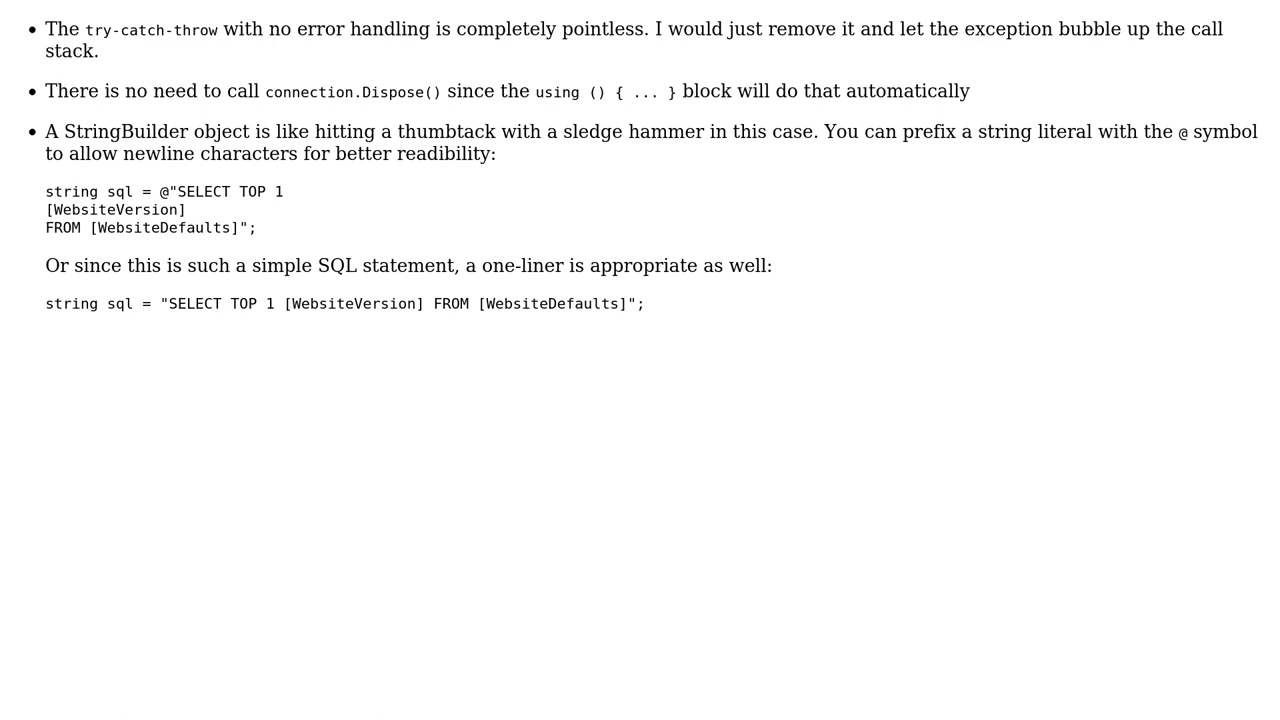 • The try-catch-throw with no error handling is completely pointless. I would just remove it and let the exception bubble up the call
stack.
• There is no need to call connection.Dispose() since the using () { ... } block will do that automatically
• A StringBuilder object is like hitting a thumbtack with a sledge hammer in this case. You can prefix a string literal with the @ symbol
to allow newline characters for better readibility:
string sql = @"SELECT TOP 1
[WebsiteVersion]
FROM [WebsiteDefaults]";
Or since this is such a simple SQL statement, a one-liner is appropriate as well:
string sql = "SELECT TOP 1 [WebsiteVersion] FROM [WebsiteDefaults]";